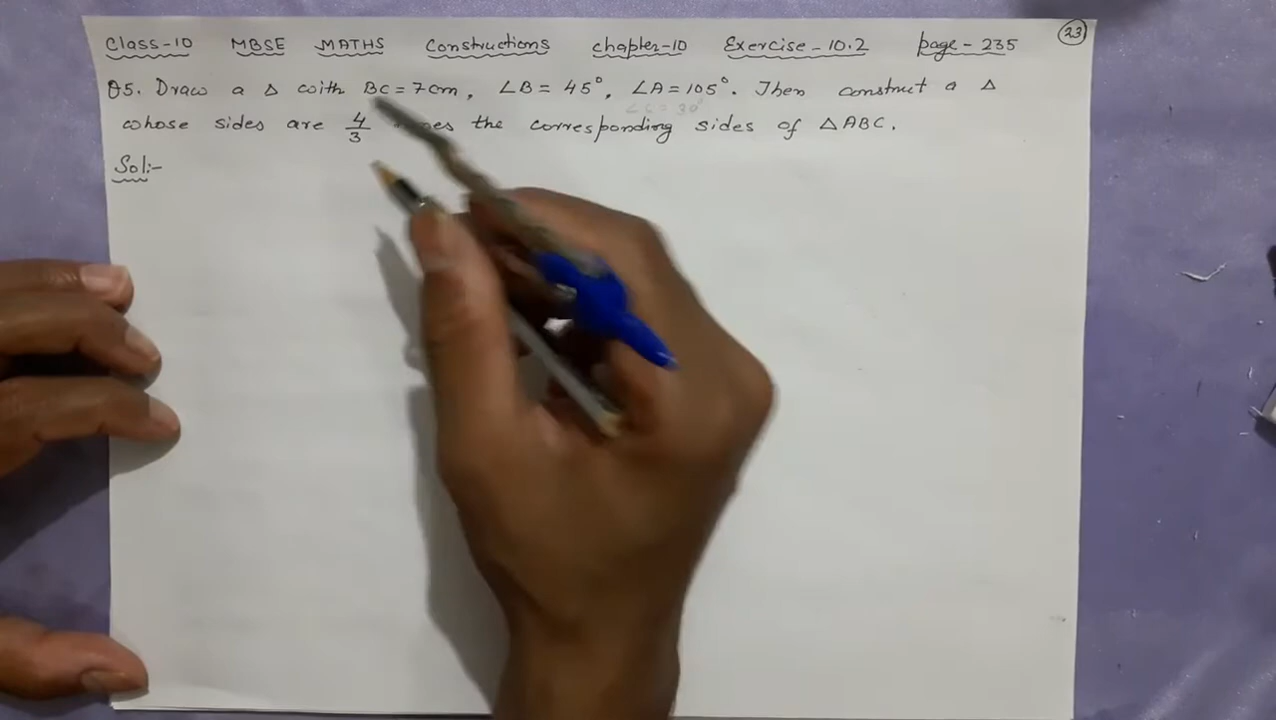 23
Class-10 MBSE MATHS Constructions chapter-10 Exercise-10.2 page-235
Q5. Draw a Δ with BC = 7cm, ∠B = 45°, ∠A = 105°. Then construct a Δ
∠C = 30°
whose sides are 4/3 the corresponding sides of ΔABC.
Sol:-